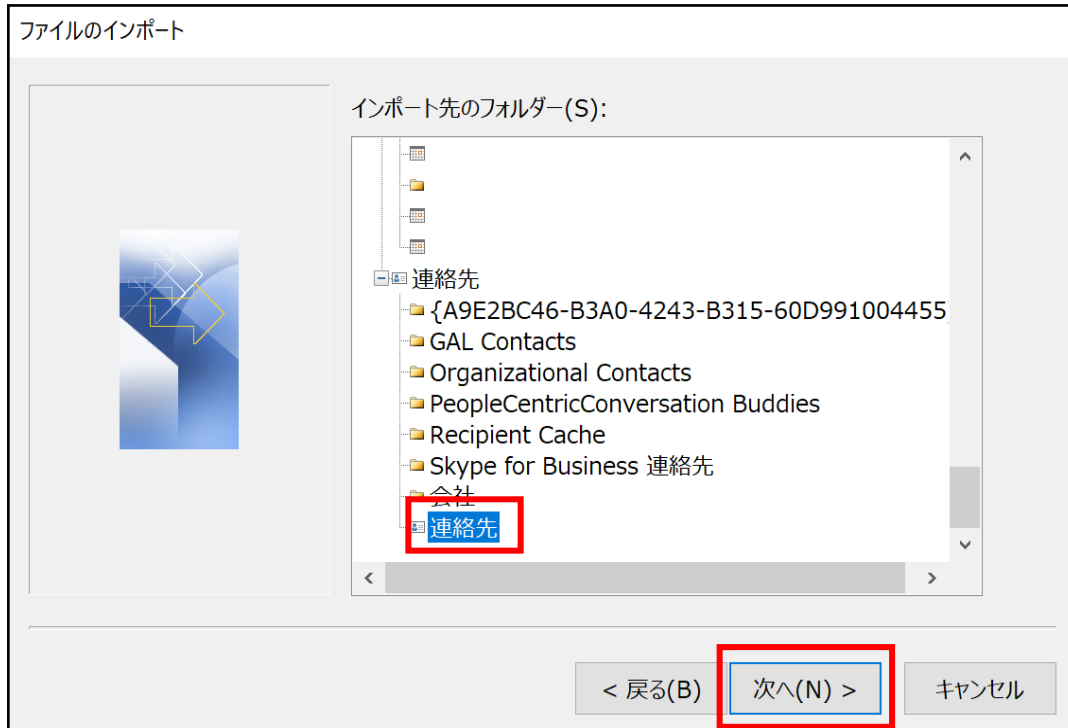 ファイルのインポート
インポート先のフォルダー(S):
連絡先
{A9E2BC46-B3A0-4243-B315-60D991004455}
GAL Contacts
Organizational Contacts
PeopleCentricConversation Buddies
Recipient Cache
Skype for Business 連絡先
会社
連絡先
< 戻る(B)
次へ(N) >
キャンセル